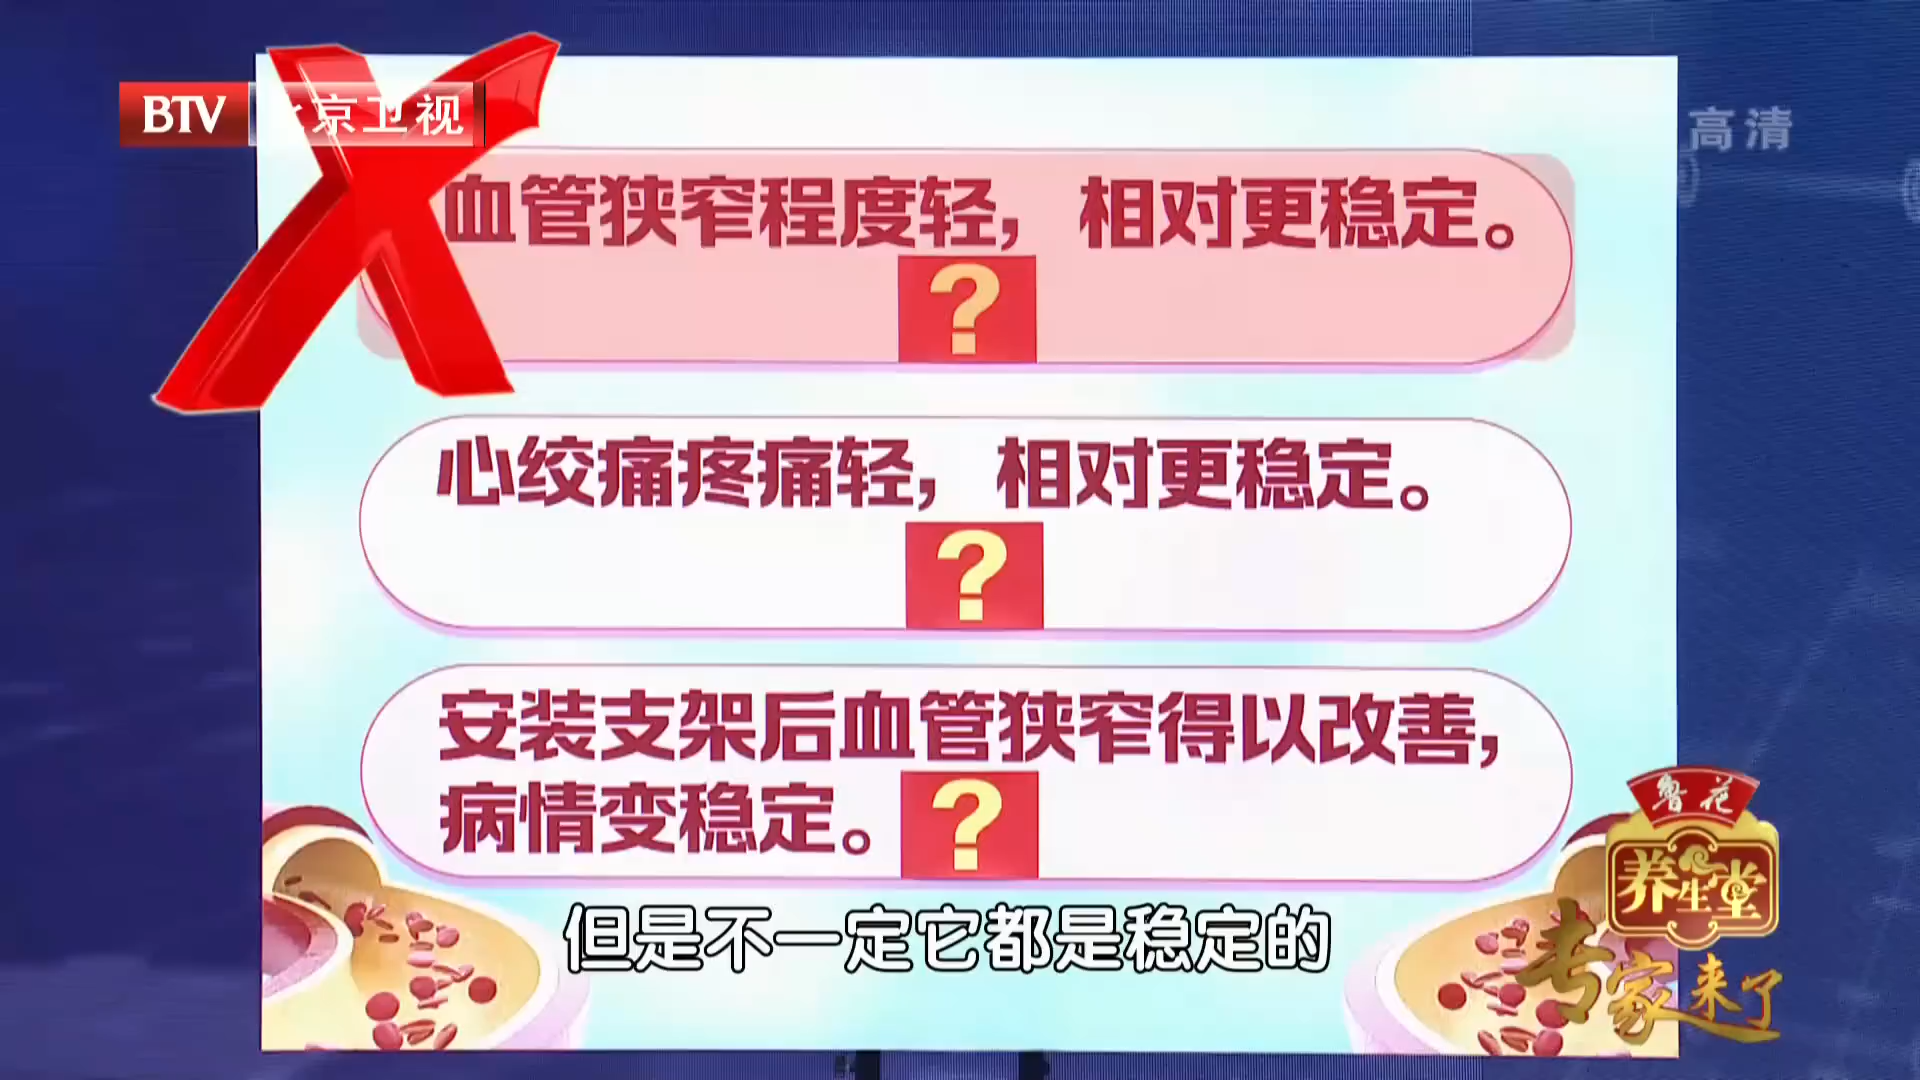 BTV 北京卫视
高清
血管狭窄程度轻，相对更稳定。
?
心绞痛疼痛轻，相对更稳定。
?
安装支架后血管狭窄得以改善，
病情变稳定。?
但是不一定它都是稳定的
鲁花
养生堂
专家来了